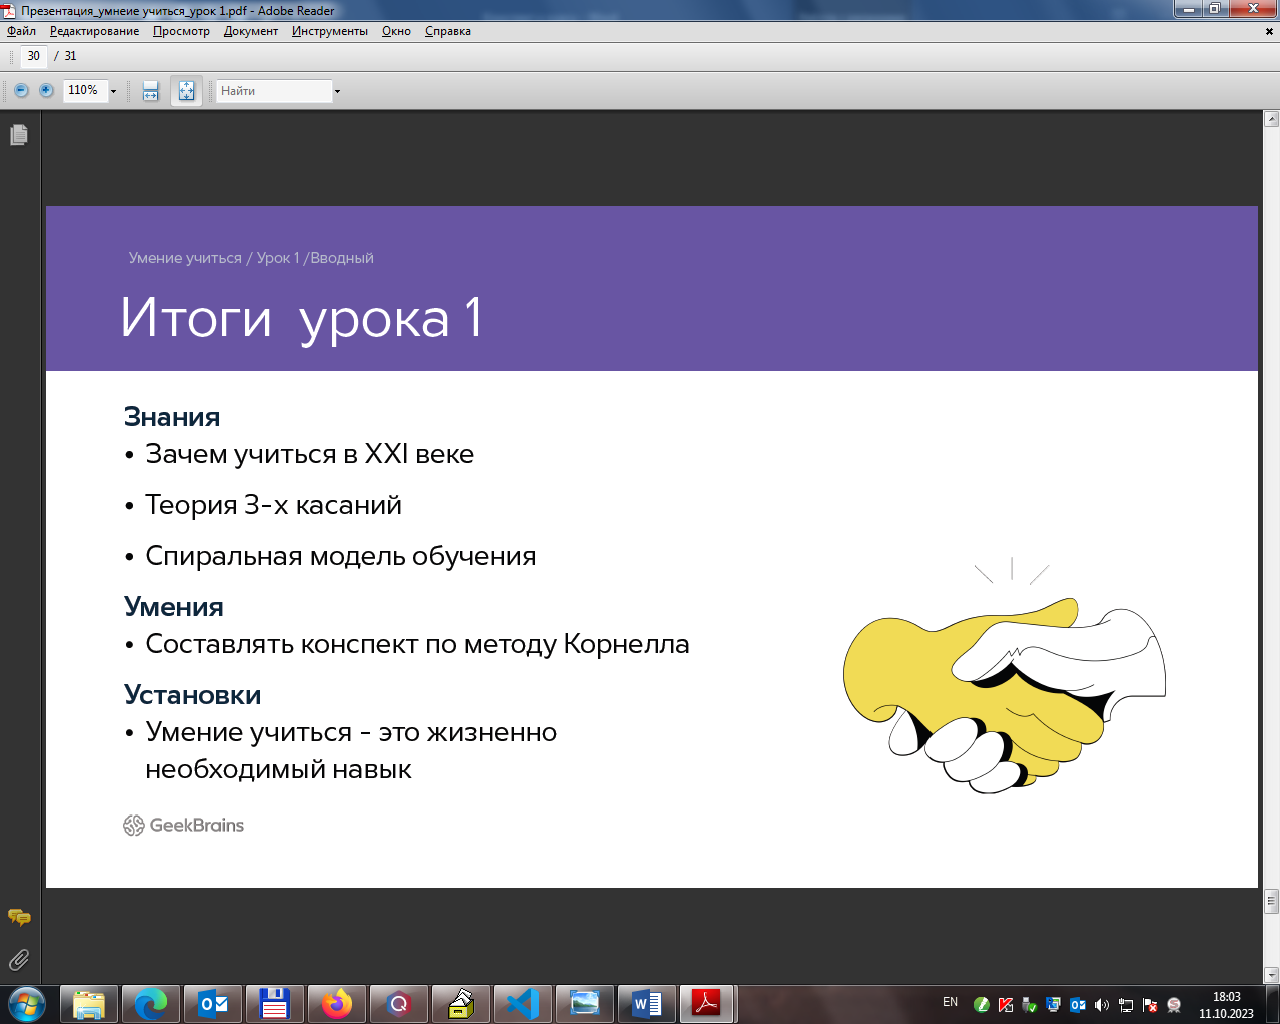 Презентация_умнеие учиться_урок 1.pdf - Adobe Reader
Файл Редактирование Просмотр Документ Инструменты Окно Справка
30 / 31
110% Найти
Умение учиться / Урок 1 /Вводный
Итоги урока 1
Знания
• Зачем учиться в XXI веке
• Теория 3-х касаний
• Спиральная модель обучения
Умения
• Составлять конспект по методу Корнелла
Установки
• Умение учиться - это жизненно
необходимый навык
GeekBrains
EN
18:03
11.10.2023